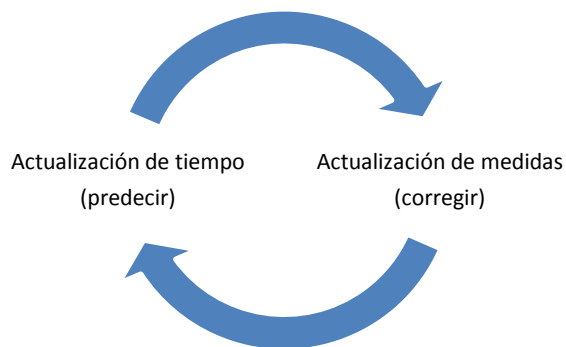 Actualización de tiempo
(predecir)
Actualización de medidas
(corregir)